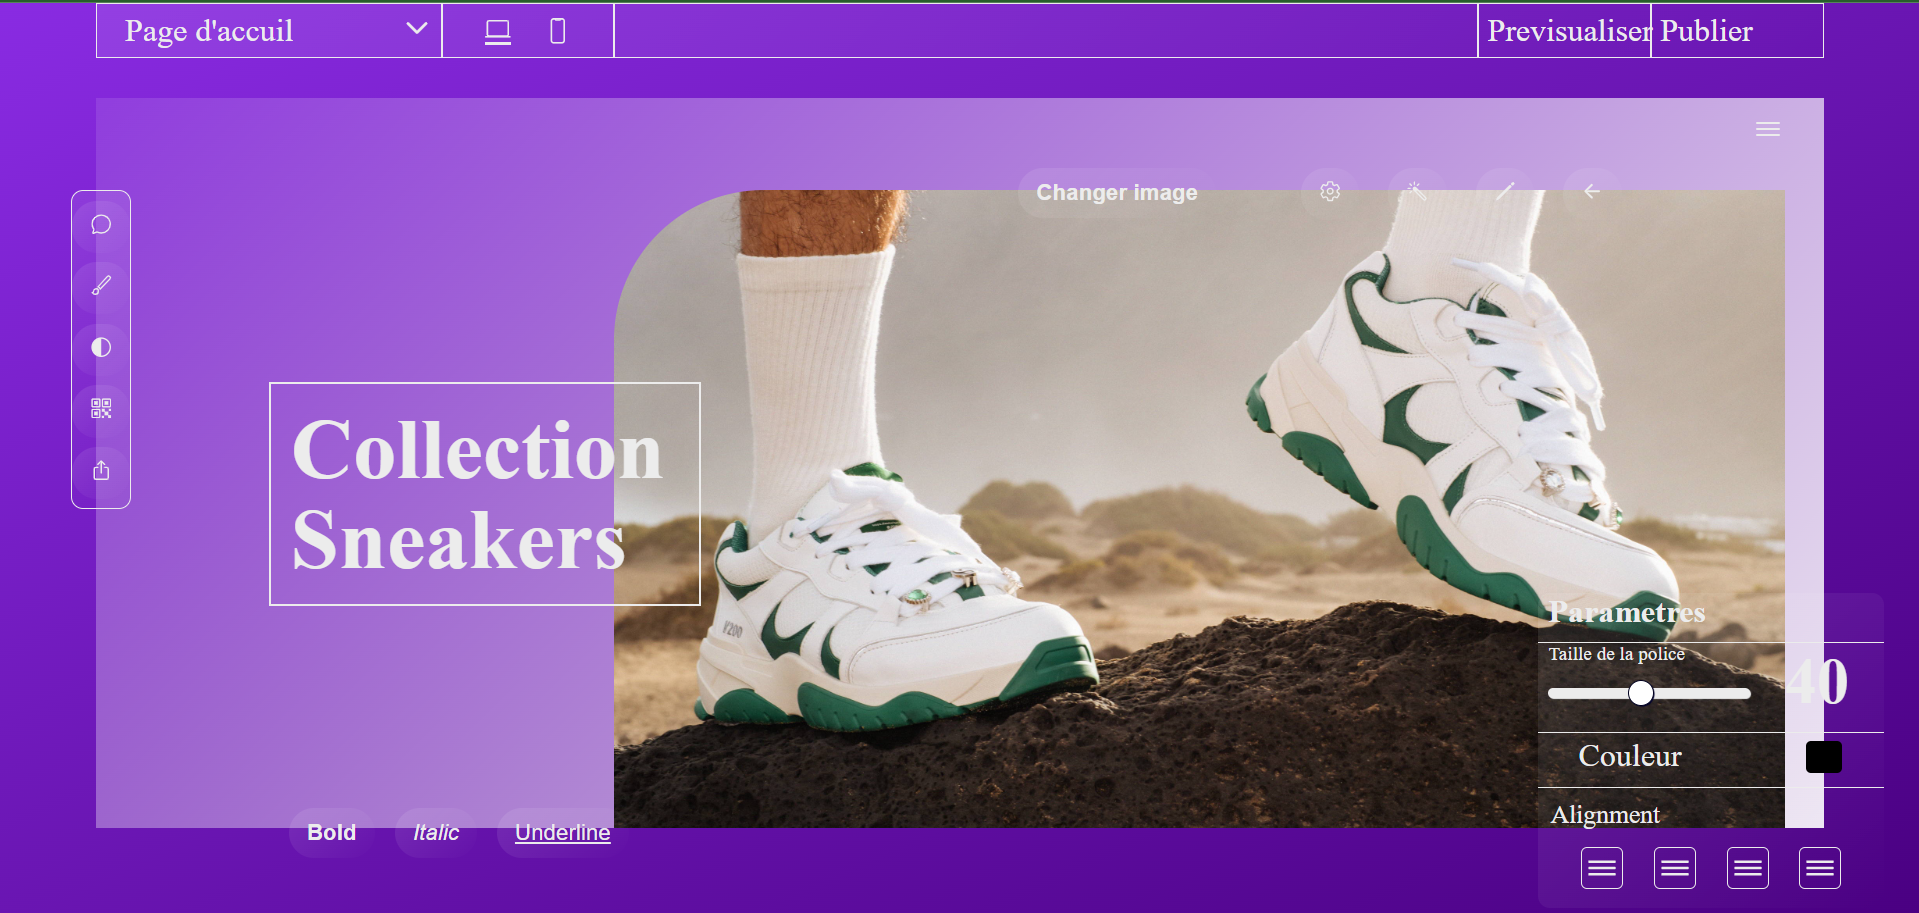 Page d'accuil
Previsualiser
Publier
Changer image
Collection
Sneakers
¥200
Parametres
Taille de la police
40
Couleur
Alignment
Bold
Italic
Underline